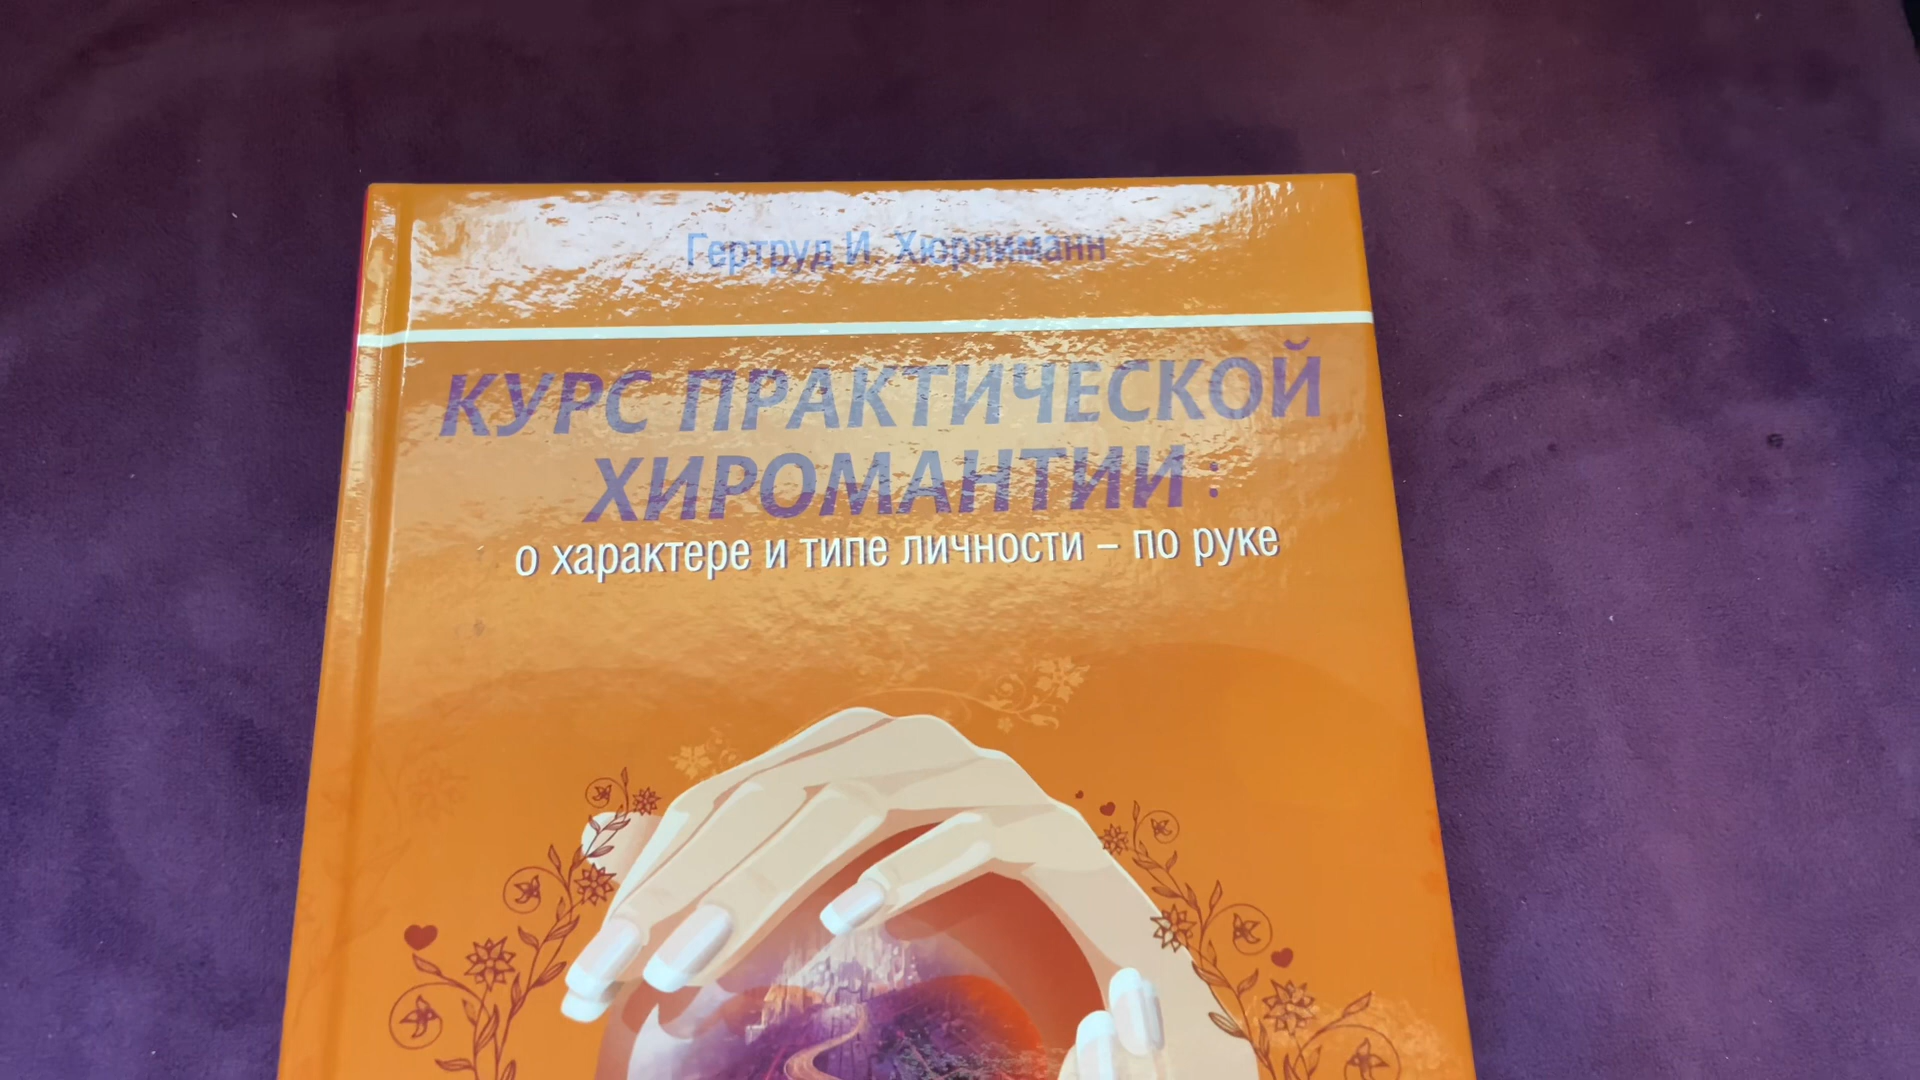 Гертруд И. Хюрлиманн
КУРС ПРАКТИЧЕСКОЙ
ХИРОМАНТИИ:
о характере и типе личности – по руке